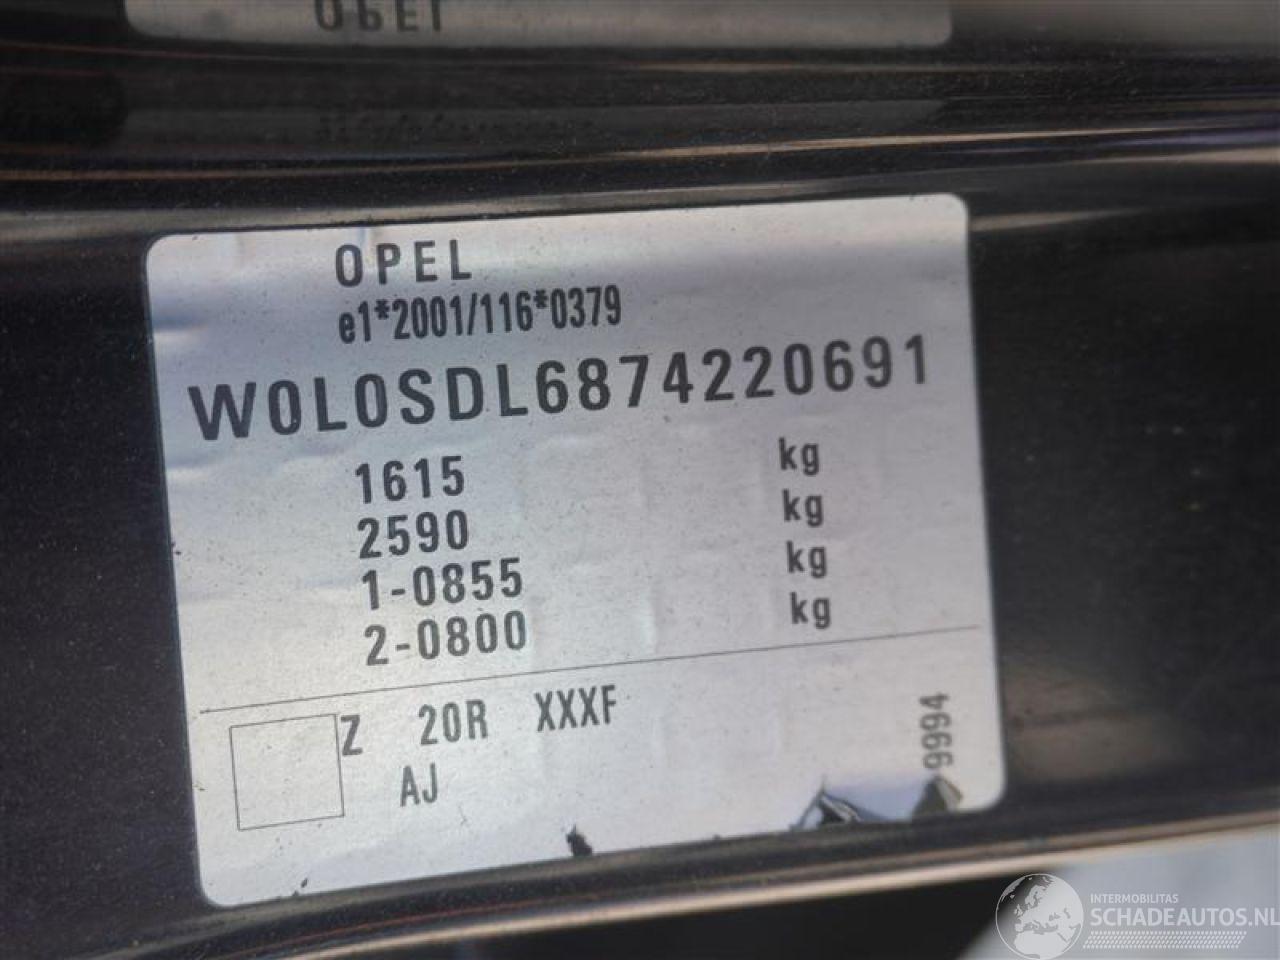 OPEL
OPEL
e1*2001/116*0379
W0L0SDL6874220691
1615 kg
2590 kg
1-0855 kg
2-0800 kg
Z 20R XXXF
AJ
9994
INTERMOBILITAS
SCHADEAUTOS.NL